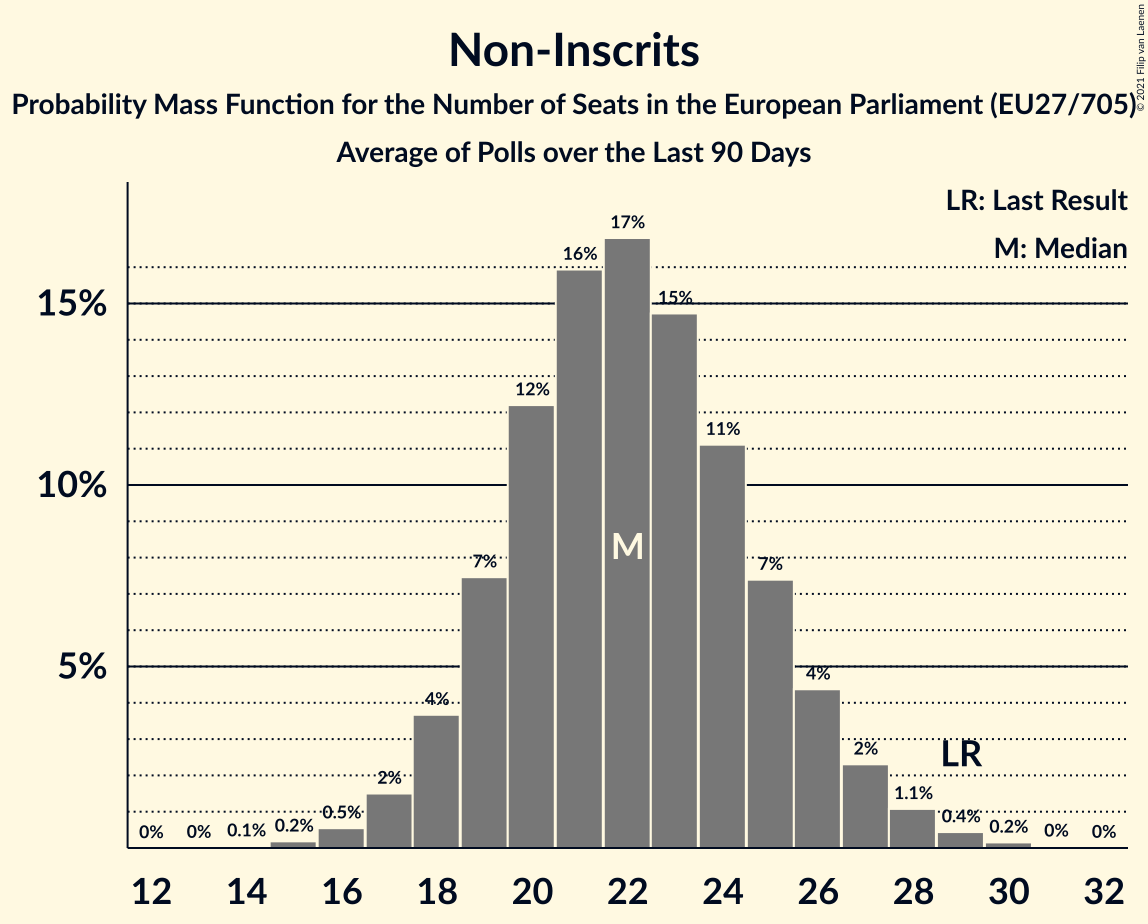 Non-Inscrits
Probability Mass Function for the Number of Seats in the European Parliament (EU27/705)
Average of Polls over the Last 90 Days
© 2021 Filip van Laenen
LR: Last Result
M: Median
15%
10%
5%
0%
0%
0.1%
0.2%
0.5%
2%
4%
7%
12%
16%
17%
15%
11%
7%
4%
2%
1.1%
0.4%
0.2%
0%
0%
M
LR
12 14 16 18 20 22 24 26 28 30 32